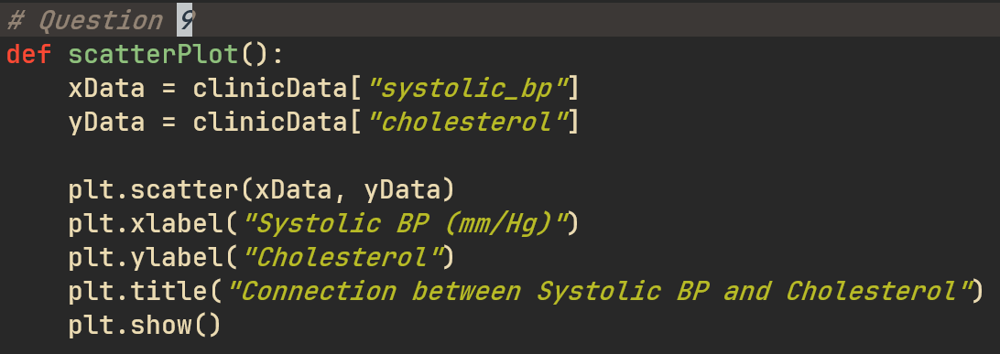 # Question 9
def scatterPlot():
    xData = clinicData["systolic_bp"]
    yData = clinicData["cholesterol"]

    plt.scatter(xData, yData)
    plt.xlabel("Systolic BP (mm/Hg)")
    plt.ylabel("Cholesterol")
    plt.title("Connection between Systolic BP and Cholesterol")
    plt.show()